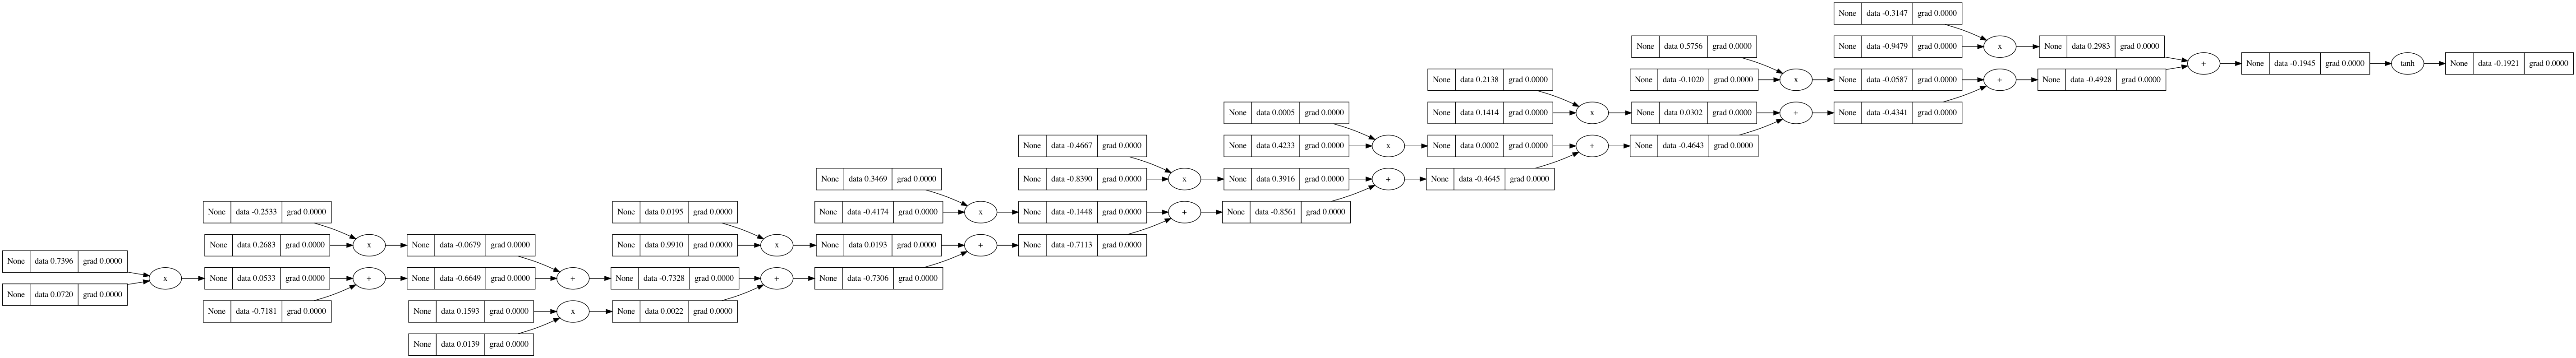 None data -0.3147 grad 0.0000
None data 0.5756 grad 0.0000
None data -0.9479 grad 0.0000
x
None data 0.2983 grad 0.0000
+
None data -0.1945 grad 0.0000
tanh
None data -0.1921 grad 0.0000
None data 0.2138 grad 0.0000
None data -0.1020 grad 0.0000
x
None data -0.0587 grad 0.0000
+
None data -0.4928 grad 0.0000
None data 0.0005 grad 0.0000
None data 0.1414 grad 0.0000
x
None data 0.0302 grad 0.0000
+
None data -0.4341 grad 0.0000
None data -0.4667 grad 0.0000
None data 0.4233 grad 0.0000
x
None data 0.0002 grad 0.0000
+
None data -0.4643 grad 0.0000
None data 0.3469 grad 0.0000
None data -0.8390 grad 0.0000
x
None data 0.3916 grad 0.0000
+
None data -0.4645 grad 0.0000
None data -0.2533 grad 0.0000
None data 0.0195 grad 0.0000
None data -0.4174 grad 0.0000
x
None data -0.1448 grad 0.0000
+
None data -0.8561 grad 0.0000
None data 0.2683 grad 0.0000
x
None data -0.0679 grad 0.0000
None data 0.9910 grad 0.0000
x
None data 0.0193 grad 0.0000
+
None data -0.7113 grad 0.0000
None data 0.7396 grad 0.0000
x
None data 0.0533 grad 0.0000
+
None data -0.6649 grad 0.0000
+
None data -0.7328 grad 0.0000
+
None data -0.7306 grad 0.0000
None data 0.0720 grad 0.0000
None data -0.7181 grad 0.0000
None data 0.1593 grad 0.0000
x
None data 0.0022 grad 0.0000
None data 0.0139 grad 0.0000